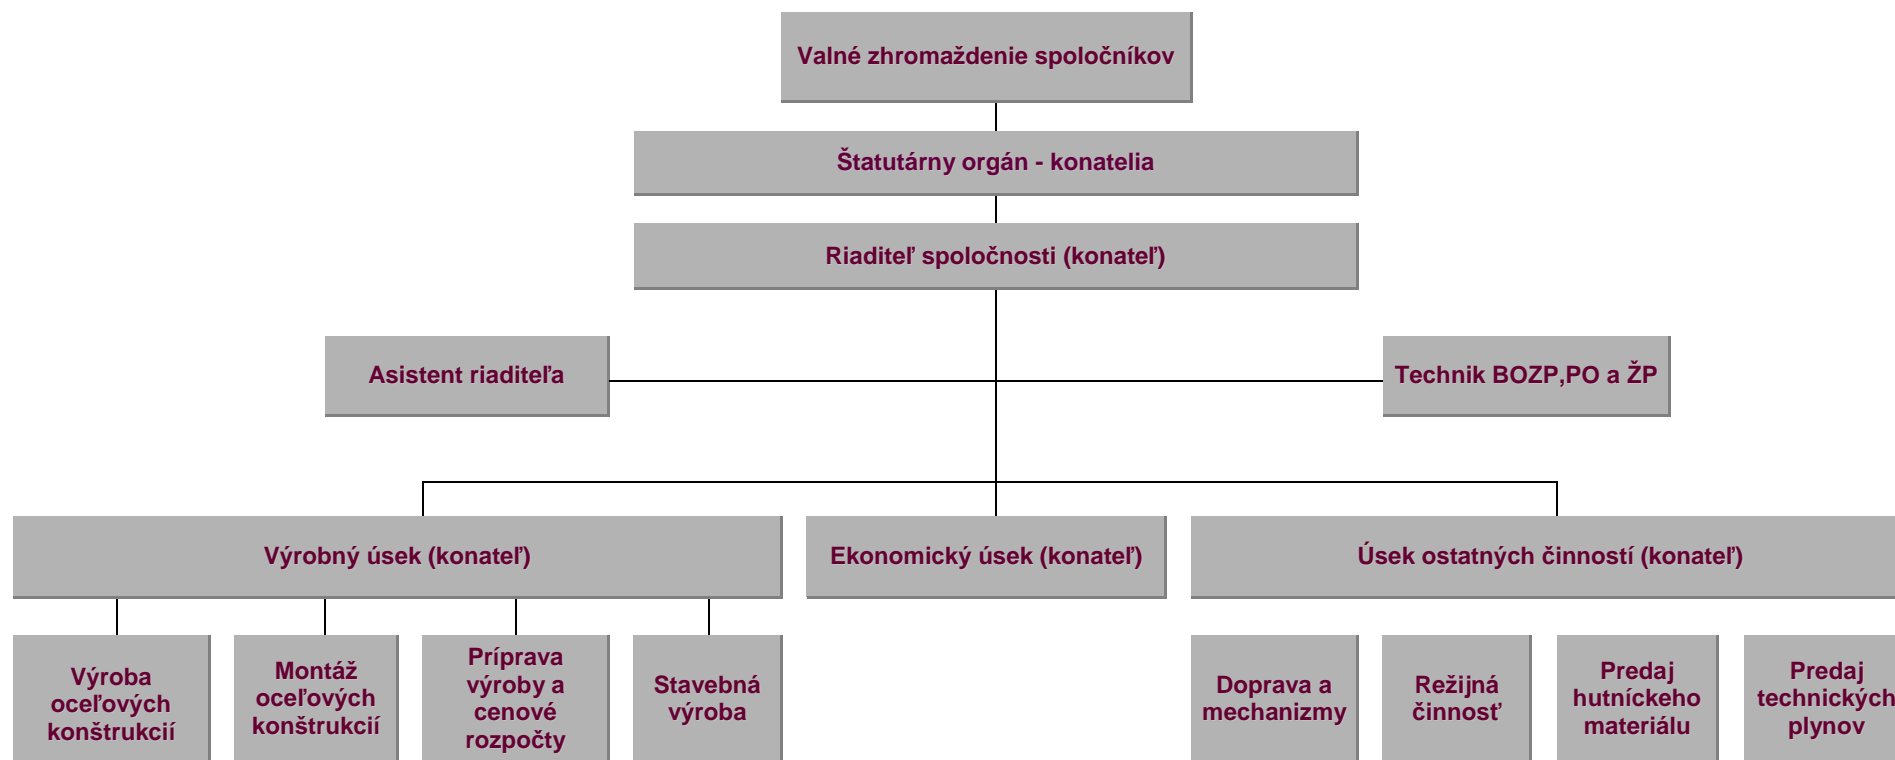 Valné zhromaždenie spoločníkov
Štatutárny orgán - konatelia
Riaditeľ spoločnosti (konateľ)
Asistent riaditeľa
Technik BOZP,PO a ŽP
Výrobný úsek (konateľ)
Ekonomický úsek (konateľ)
Úsek ostatných činností (konateľ)
Výroba
oceľových
konštrukcií
Montáž
oceľových
konštrukcií
Príprava
výroby a
cenové
rozpočty
Stavebná
výroba
Doprava a
mechanizmy
Režijná
činnosť
Predaj
hutníckeho
materiálu
Predaj
technických
plynov